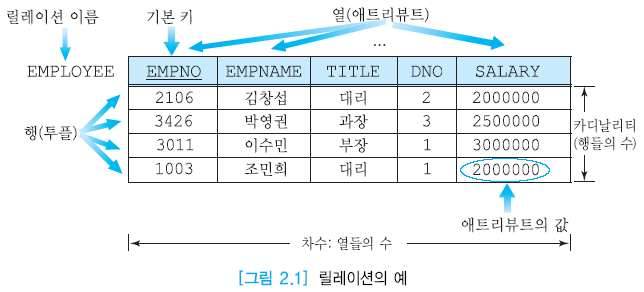 릴레이션 이름 기본 키 열(애트리뷰트)
...
EMPLOYEE EMPNO EMPNAME TITLE DNO SALARY
2106 김창섭 대리 2 2000000
3426 박영권 과장 3 2500000
3011 이수민 부장 1 3000000
1003 조민희 대리 1 2000000
행(투플)
카디날리티
(행들의 수)
애트리뷰트의 값
차수: 열들의 수
[그림 2.1] 릴레이션의 예